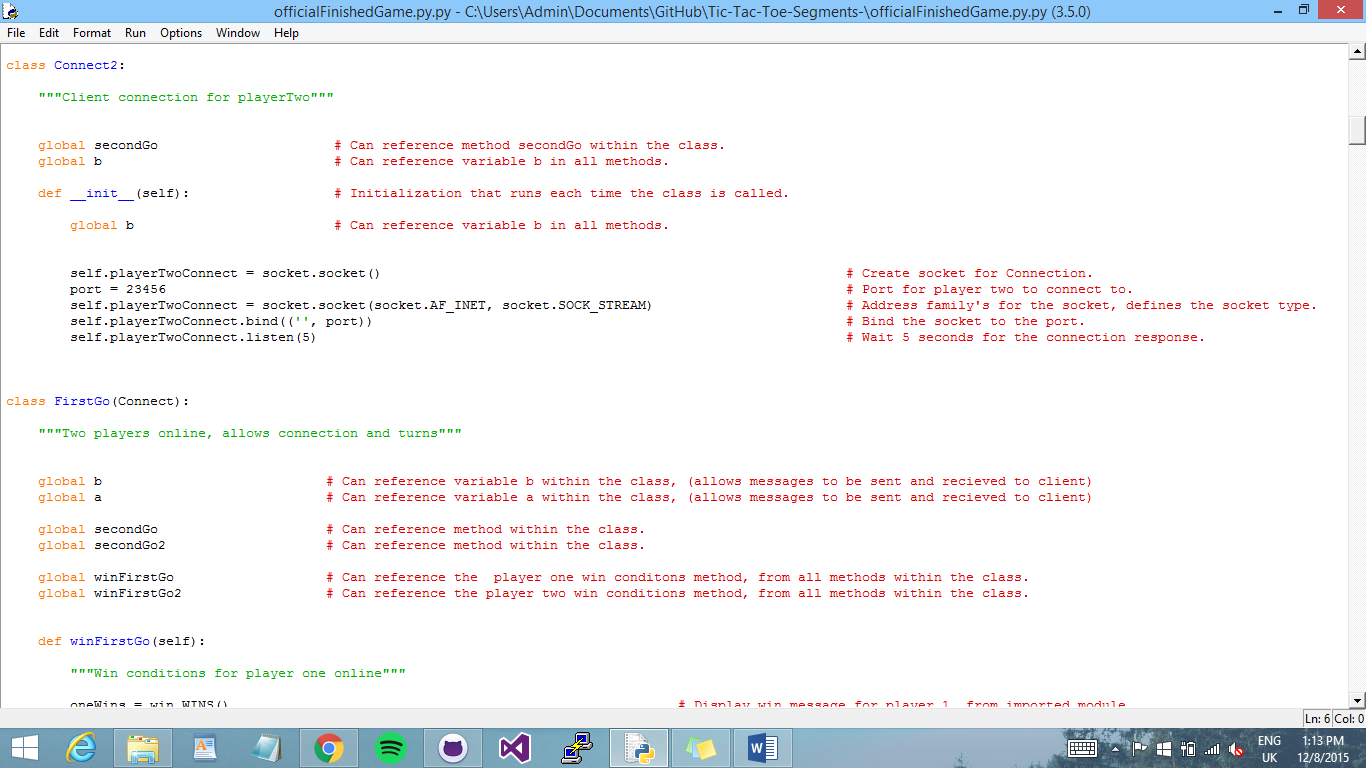 officialFinishedGame.py.py - C:\Users\Admin\Documents\GitHub\Tic-Tac-Toe-Segments-\officialFinishedGame.py.py (3.5.0)
File Edit Format Run Options Window Help
class Connect2:
"""Client connection for playerTwo"""
global secondGo # Can reference method secondGo within the class.
global b # Can reference variable b in all methods.
def __init__(self): # Initialization that runs each time the class is called.
global b # Can reference variable b in all methods.
self.playerTwoConnect = socket.socket() # Create socket for Connection.
port = 23456 # Port for player two to connect to.
self.playerTwoConnect = socket.socket(socket.AF_INET, socket.SOCK_STREAM) # Address family's for the socket, defines the socket type.
self.playerTwoConnect.bind(('', port)) # Bind the socket to the port.
self.playerTwoConnect.listen(5) # Wait 5 seconds for the connection response.
class FirstGo(Connect):
"""Two players online, allows connection and turns"""
global b # Can reference variable b within the class, (allows messages to be sent and recieved to client)
global a # Can reference variable a within the class, (allows messages to be sent and recieved to client)
global secondGo # Can reference method within the class.
global secondGo2 # Can reference method within the class.
global winFirstGo # Can reference the  player one win conditons method, from all methods within the class.
global winFirstGo2 # Can reference the player two win conditions method, from all methods within the class.
def winFirstGo(self):
"""Win conditions for player one online"""
oneWins = win.WINS() # Display win message for player 1, from imported module
Ln: 6 Col: 0
ENG 1:13 PM
UK 12/8/2015